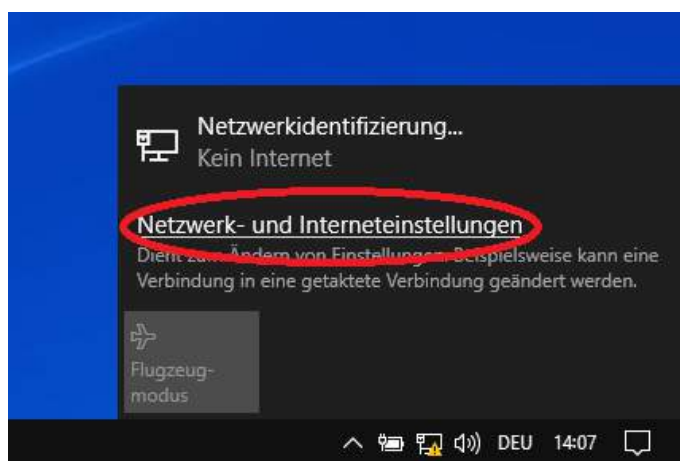 Netzwerkidentifizierung...
Kein Internet
Netzwerk- und Interneteinstellungen
Dient zum Ändern von Einstellungen. Beispielsweise kann eine
Verbindung in eine getaktete Verbindung geändert werden.
Flugzeug-
modus
DEU 14:07